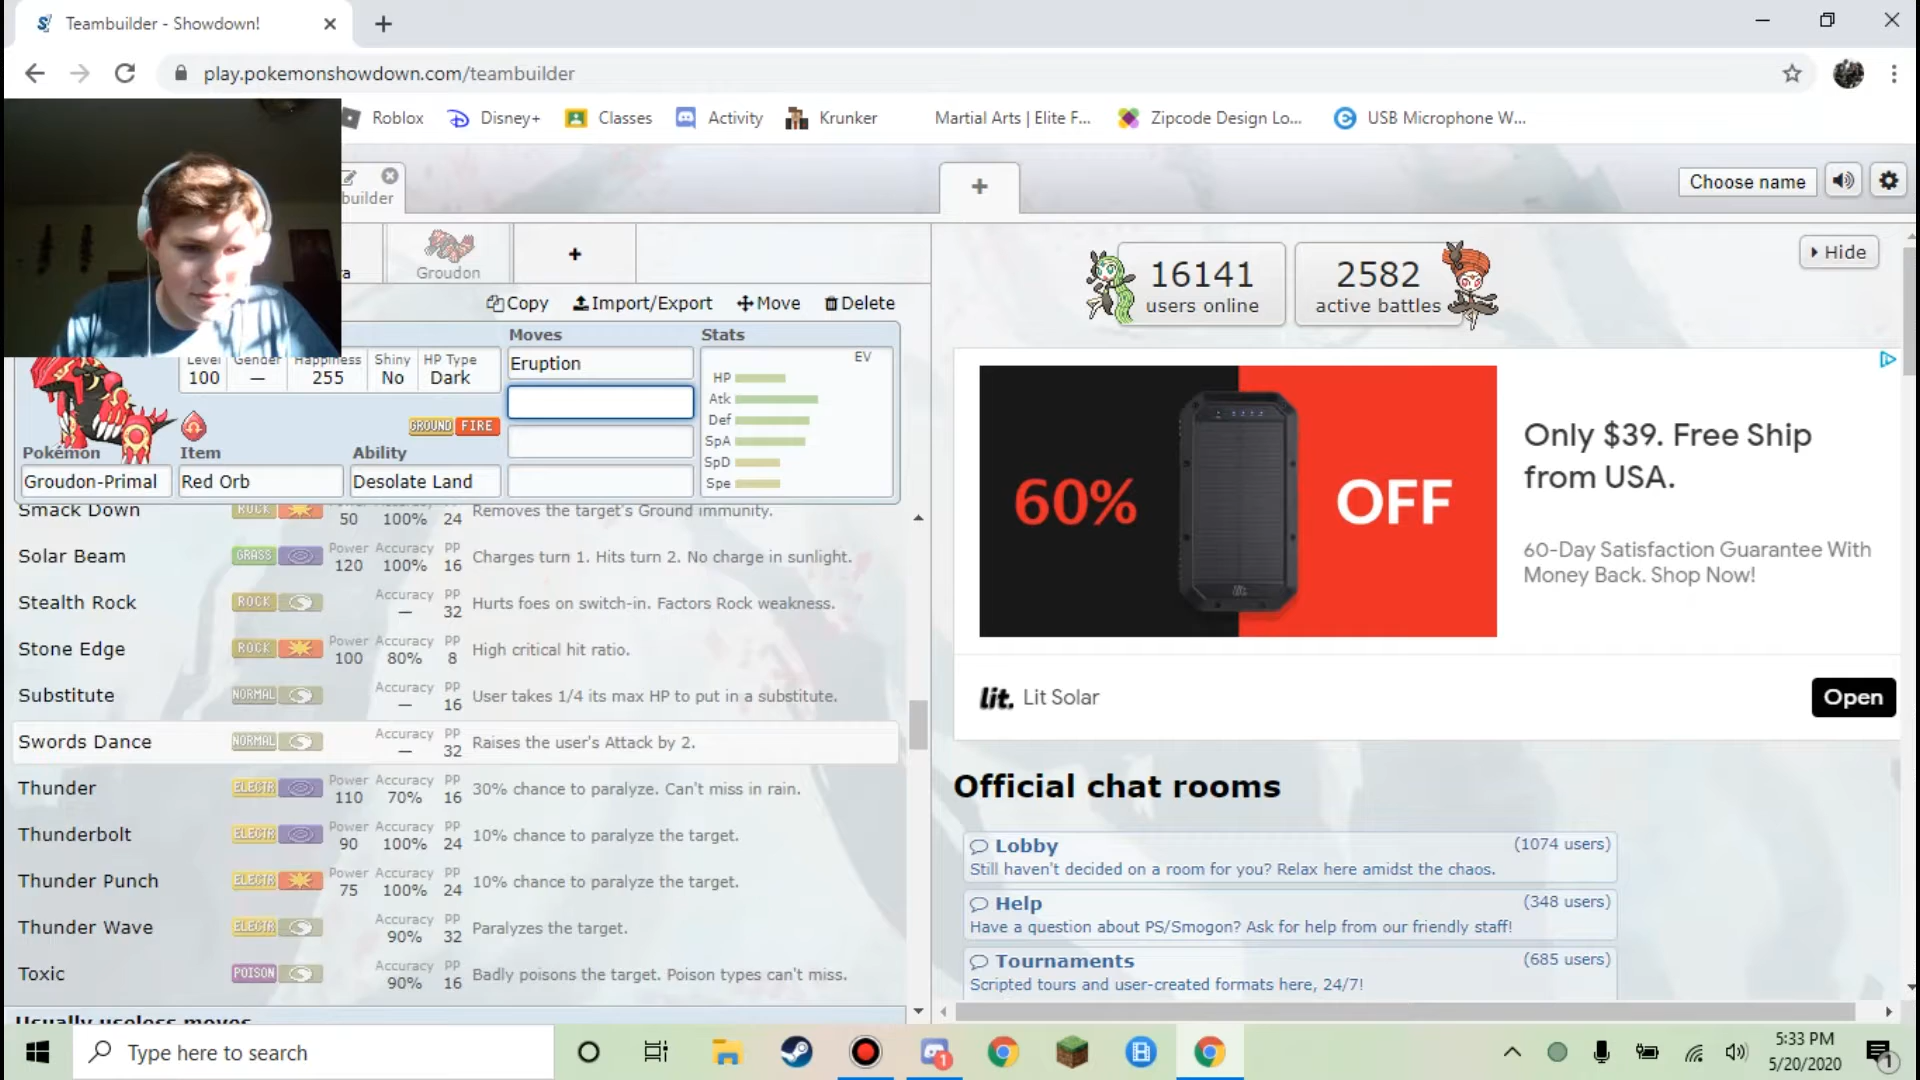 Teambuilder - Showdown!
play.pokemonshowdown.com/teambuilder
Roblox
Disney+
Classes
Activity
Krunker
Martial Arts | Elite F...
Zipcode Design Lo...
USB Microphone W...
builder
Choose name
a
Groudon
Copy
Import/Export
Move
Delete
Level
100
Gender
—
Happiness
255
Shiny
No
HP Type
Dark
GROUND FIRE
Pokémon
Groudon-Primal
Item
Red Orb
Ability
Desolate Land
Moves
Eruption
Stats
EV
HP
Atk
Def
SpA
SpD
Spe
Smack Down ROCK 50 100% 24 Removes the target's Ground immunity.
Solar Beam GRASS Power 120 Accuracy 100% PP 16 Charges turn 1. Hits turn 2. No charge in sunlight.
Stealth Rock ROCK Accuracy — PP 32 Hurts foes on switch-in. Factors Rock weakness.
Stone Edge ROCK Power 100 Accuracy 80% PP 8 High critical hit ratio.
Substitute NORMAL Accuracy — PP 16 User takes 1/4 its max HP to put in a substitute.
Swords Dance NORMAL Accuracy — PP 32 Raises the user's Attack by 2.
Thunder ELECTR Power 110 Accuracy 70% PP 16 30% chance to paralyze. Can't miss in rain.
Thunderbolt ELECTR Power 90 Accuracy 100% PP 24 10% chance to paralyze the target.
Thunder Punch ELECTR Power 75 Accuracy 100% PP 24 10% chance to paralyze the target.
Thunder Wave ELECTR Accuracy 90% PP 32 Paralyzes the target.
Toxic POISON Accuracy 90% PP 16 Badly poisons the target. Poison types can't miss.
Usually useless moves
16141
users online
2582
active battles
Hide
60% OFF
Only $39. Free Ship
from USA.
60-Day Satisfaction Guarantee With
Money Back. Shop Now!
lit. Lit Solar
Open
Official chat rooms
Lobby (1074 users)
Still haven't decided on a room for you? Relax here amidst the chaos.
Help (348 users)
Have a question about PS/Smogon? Ask for help from our friendly staff!
Tournaments (685 users)
Scripted tours and user-created formats here, 24/7!
Type here to search
1
5:33 PM
5/20/2020
1